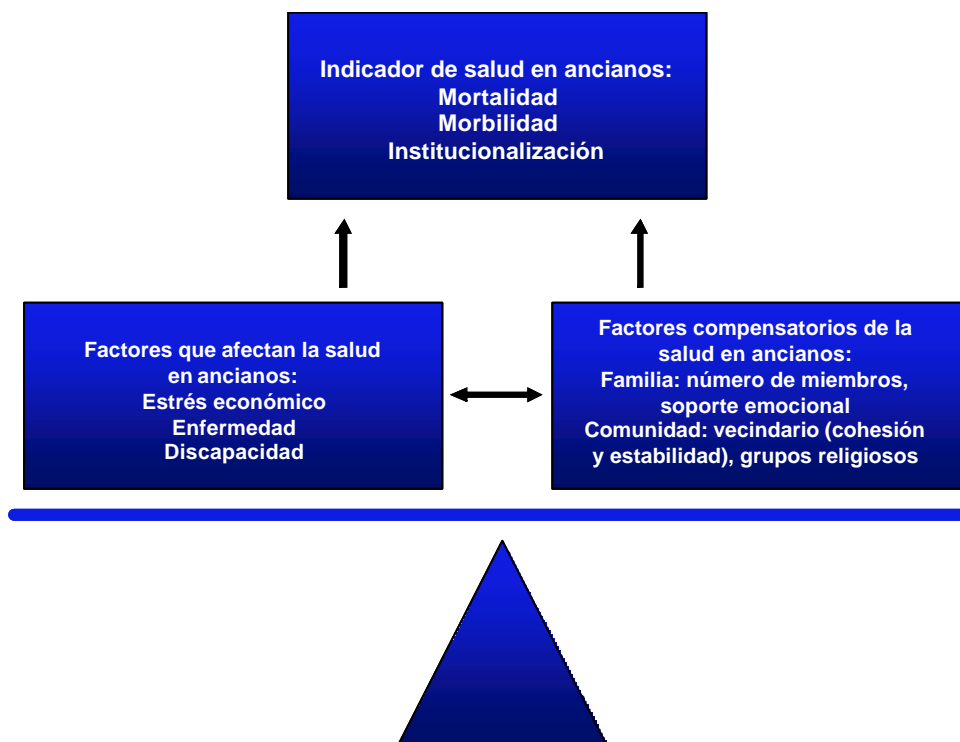 Indicador de salud en ancianos:
Mortalidad
Morbilidad
Institucionalización
Factores que afectan la salud
en ancianos:
Estrés económico
Enfermedad
Discapacidad
Factores compensatorios de la
salud en ancianos:
Familia: número de miembros,
soporte emocional
Comunidad: vecindario (cohesión
y estabilidad), grupos religiosos